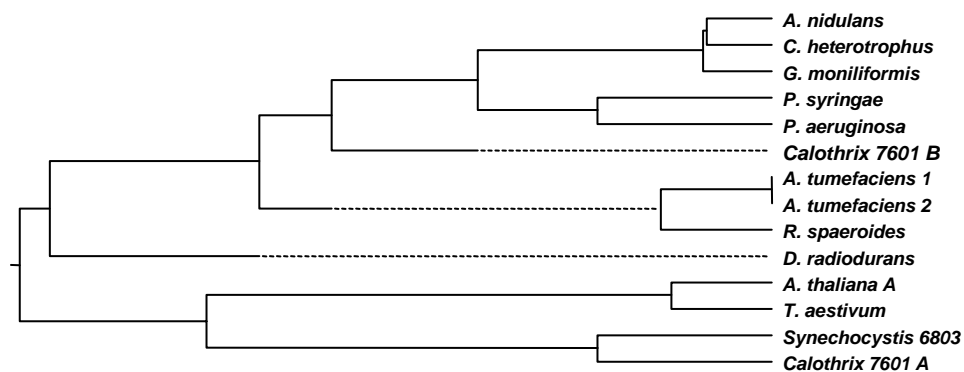 A. nidulans
C. heterotrophus
G. moniliformis
P. syringae
P. aeruginosa
Calothrix 7601 B
A. tumefaciens 1
A. tumefaciens 2
R. spaeroides
D. radiodurans
A. thaliana A
T. aestivum
Synechocystis 6803
Calothrix 7601 A